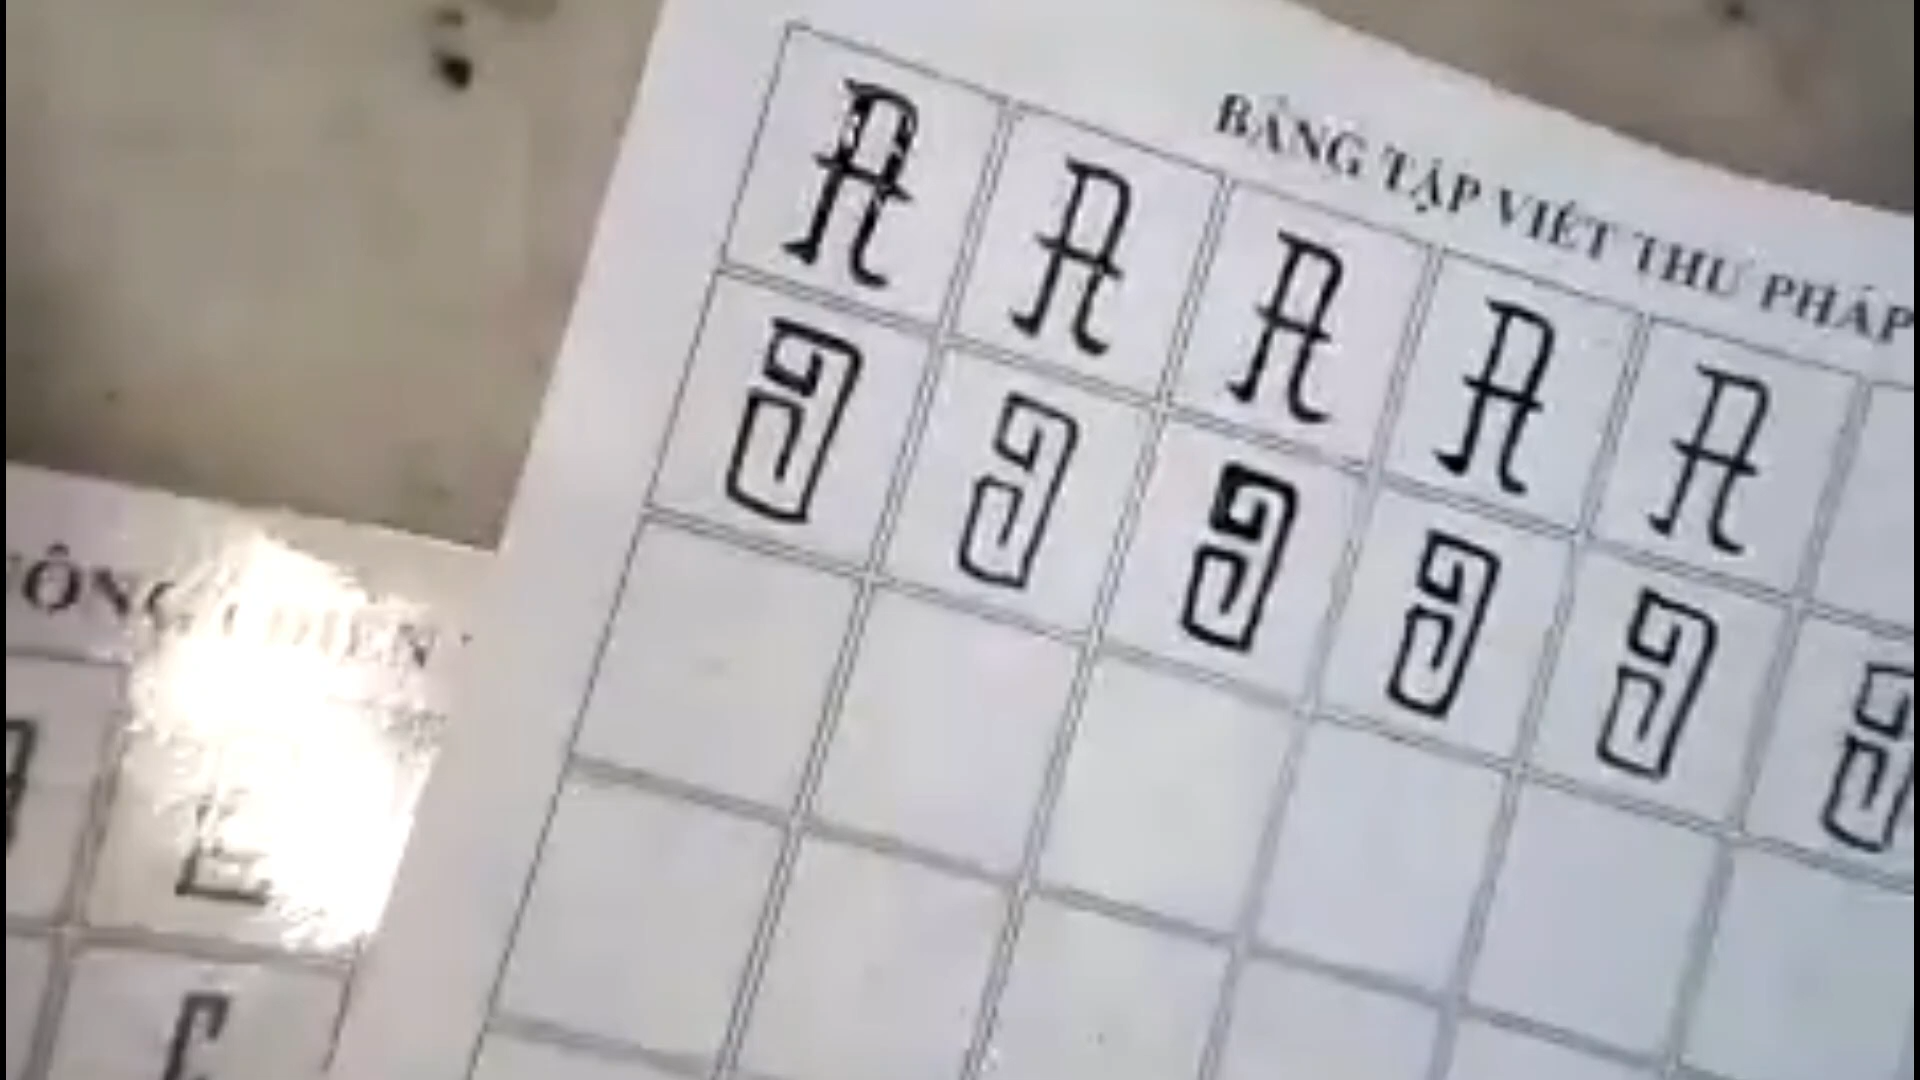 BẢNG TẬP VIẾT THƯ PHÁP
A A A A A
a a a a a a
E